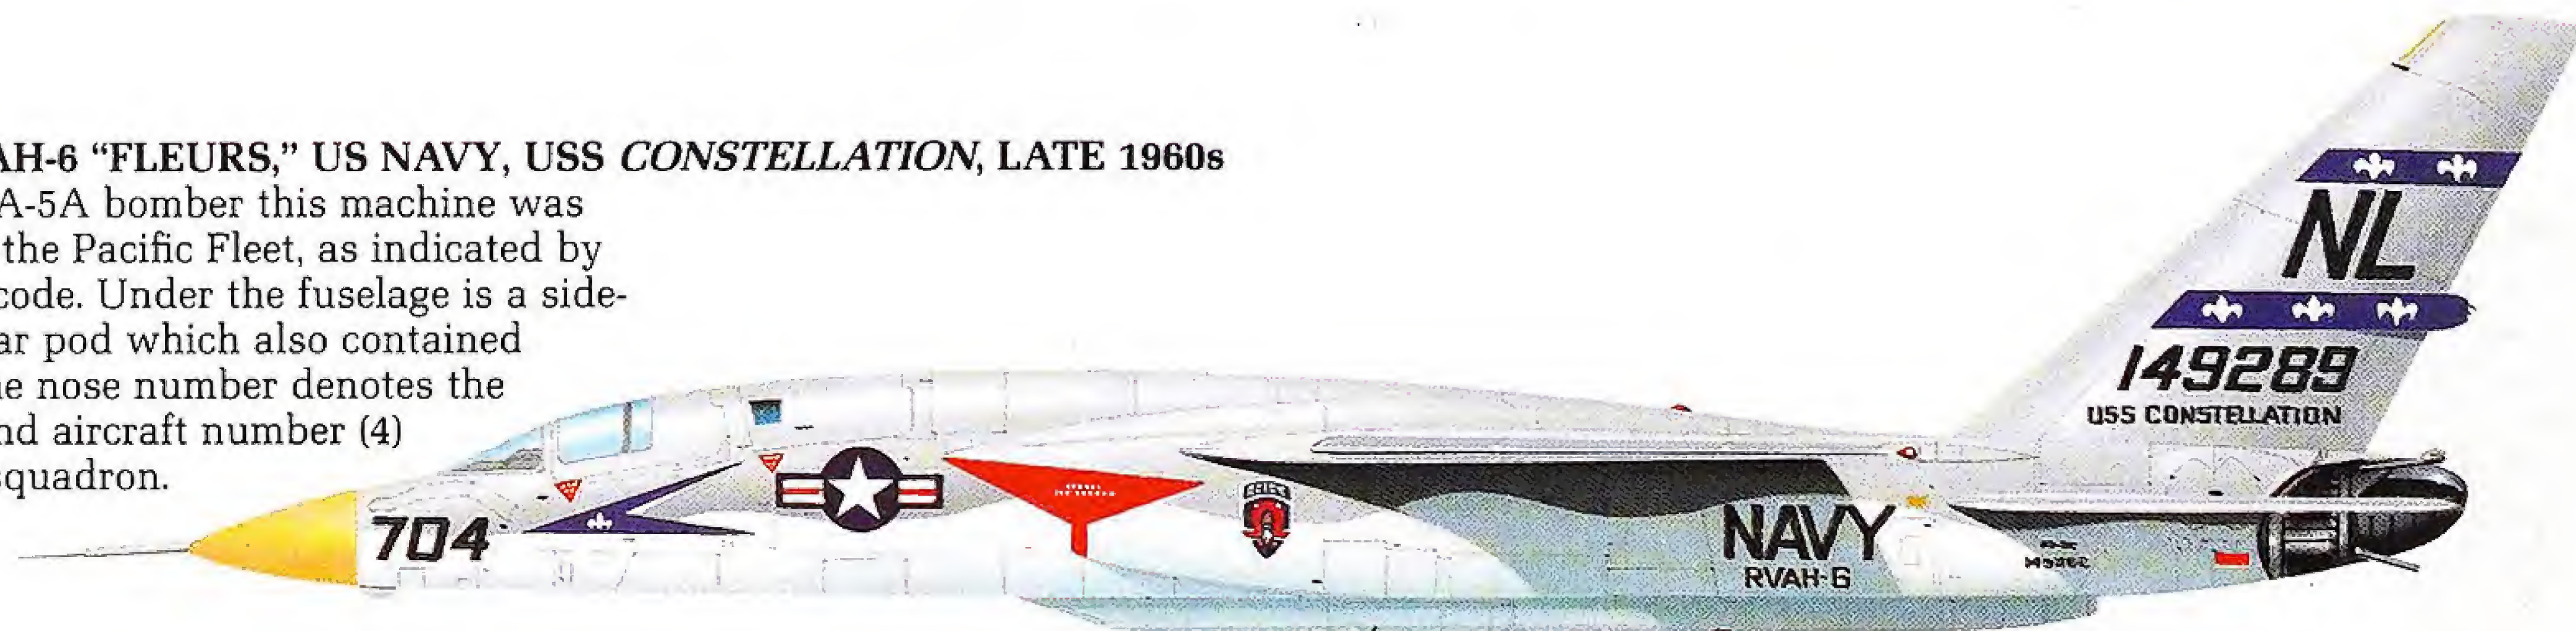 AH-6 “FLEURS,” US NAVY, USS CONSTELLATION, LATE 1960s
A-5A bomber this machine was
the Pacific Fleet, as indicated by
code. Under the fuselage is a side-
ar pod which also contained
e nose number denotes the
nd aircraft number (4)
squadron.
NL
149289
USS CONSTELLATION
704
NAVY
RVAH-6